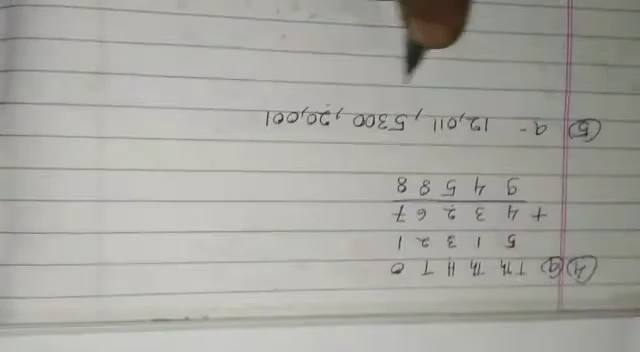 ④ ⓐ TTh Th H T O
5 1 3 2 1
+ 4 3 2 6 7
9 4 5 8 8
⑤ a- 12,011, 5300, 20,001